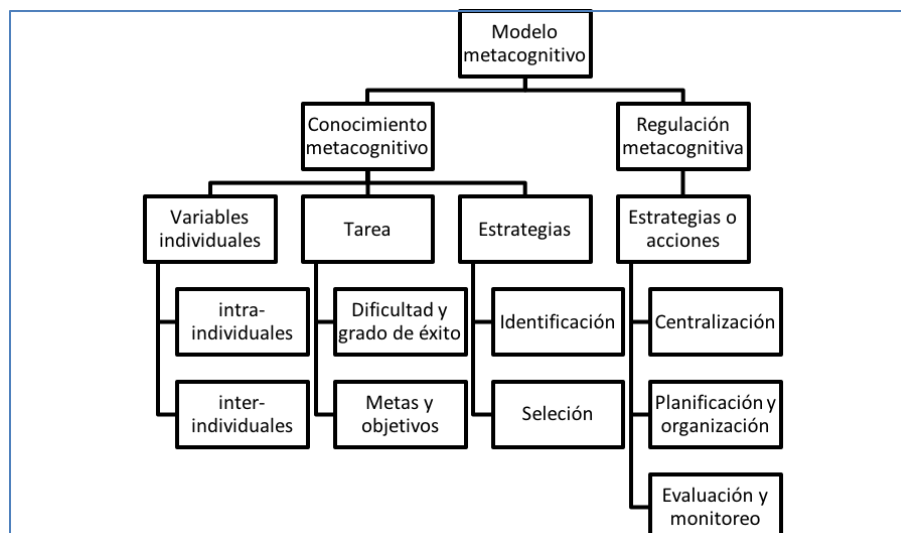 Modelo
metacognitivo
Conocimiento
metacognitivo
Regulación
metacognitiva
Variables
individuales
Tarea
Estrategias
Estrategias o
acciones
intra-
individuales
Dificultad y
grado de éxito
Identificación
Centralización
inter-
individuales
Metas y
objetivos
Seleción
Planificación y
organización
Evaluación y
monitoreo